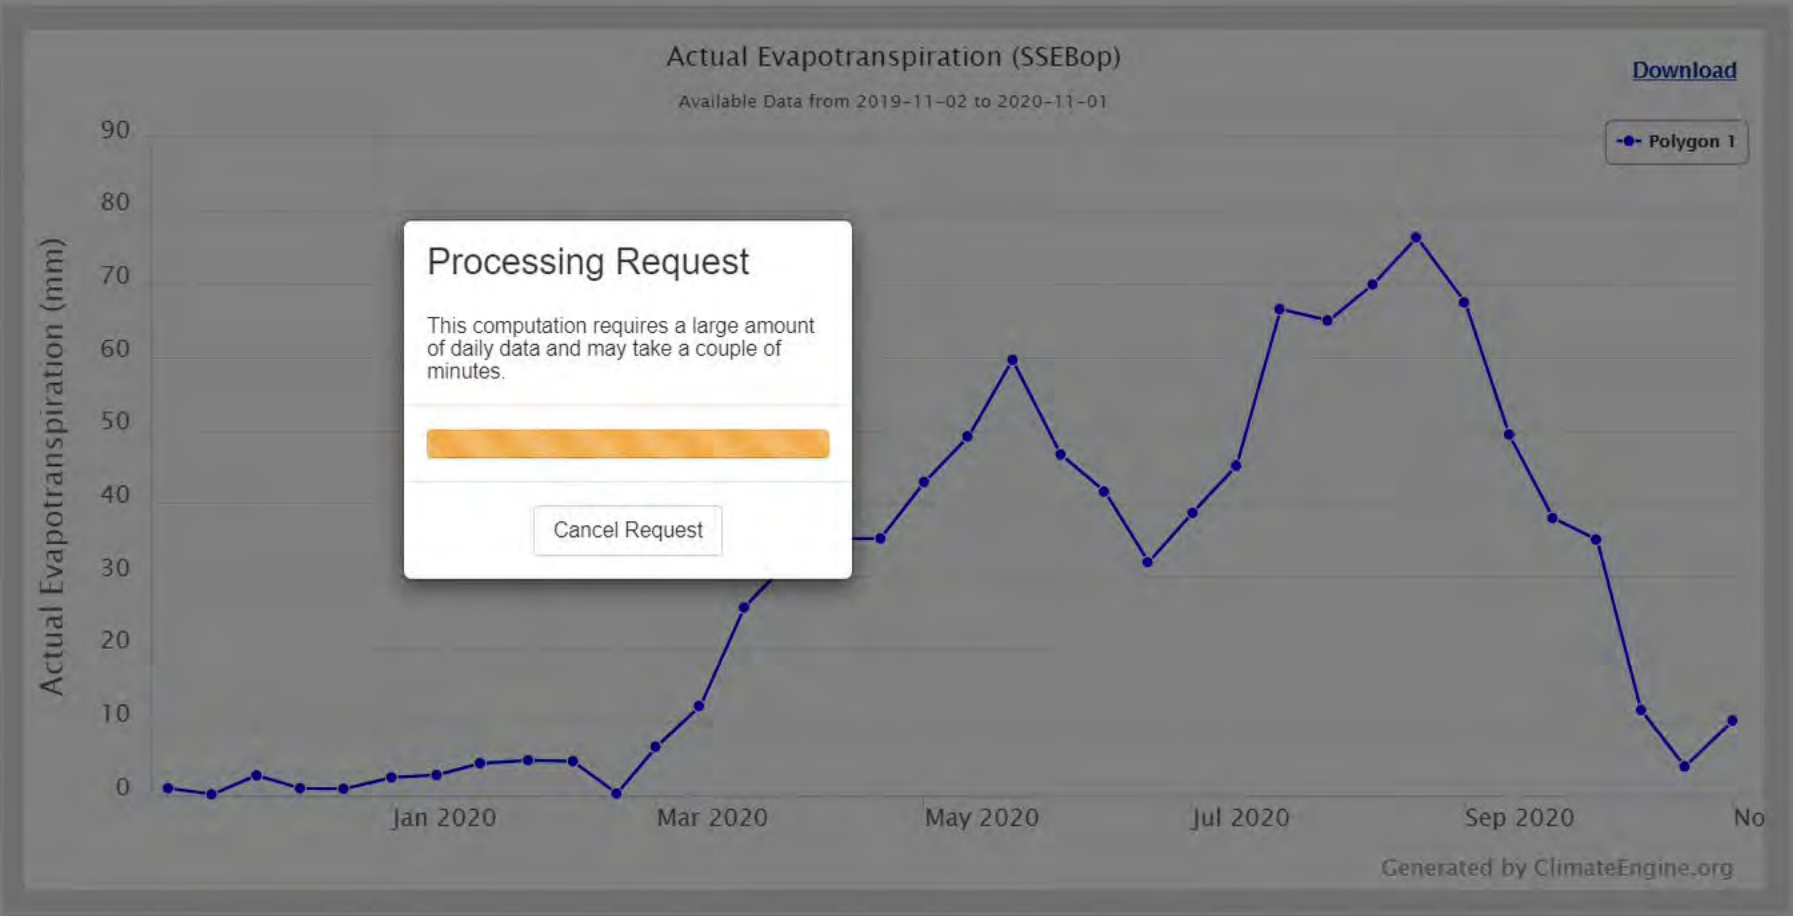 Actual Evapotranspiration (SSEBop)
Available Data from 2019-11-02 to 2020-11-01
Download
Polygon 1
Actual Evapotranspiration (mm)
90
80
70
60
50
40
30
20
10
0
Processing Request
This computation requires a large amount
of daily data and may take a couple of
minutes.
Cancel Request
Jan 2020
Mar 2020
May 2020
Jul 2020
Sep 2020
No
Generated by ClimateEngine.org